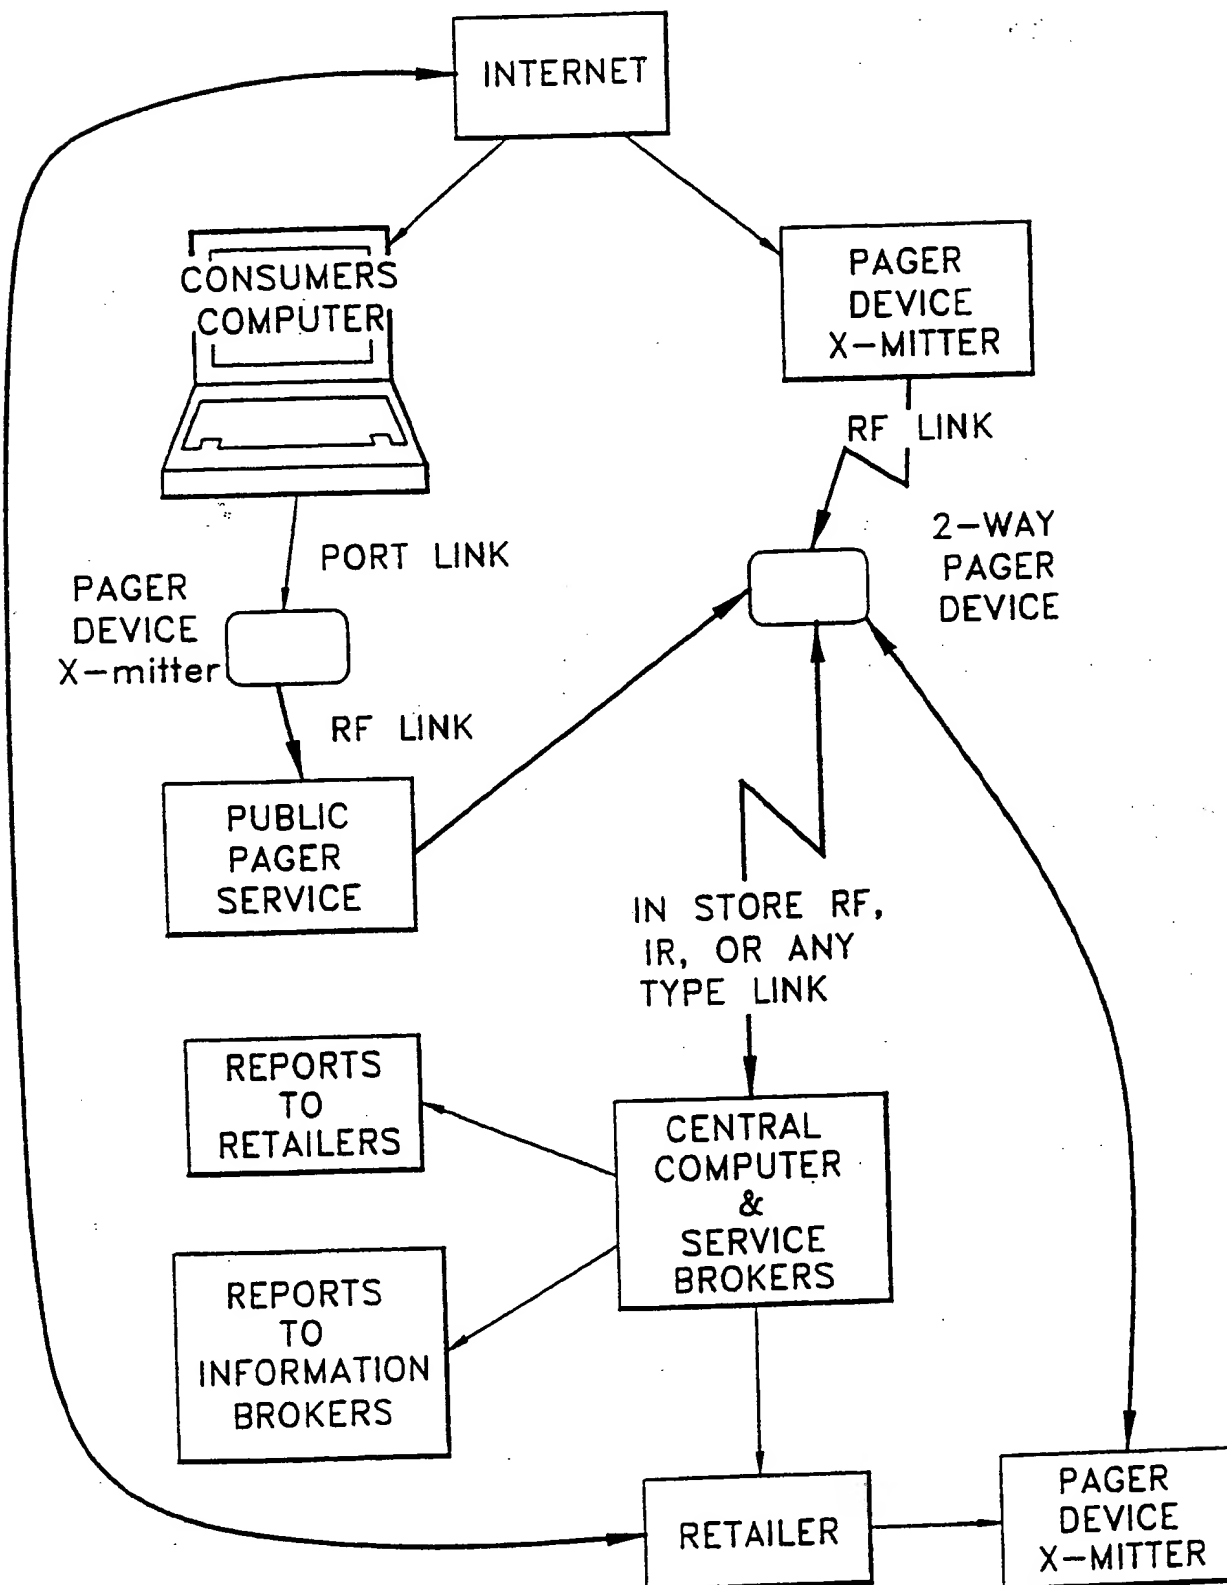 INTERNET
CONSUMERS
COMPUTER
PAGER
DEVICE
X-MITTER
RF LINK
2-WAY
PAGER
DEVICE
PORT LINK
PAGER
DEVICE
X-mitter
RF LINK
PUBLIC
PAGER
SERVICE
IN STORE RF,
IR, OR ANY
TYPE LINK
REPORTS
TO
RETAILERS
CENTRAL
COMPUTER
&
SERVICE
BROKERS
REPORTS
TO
INFORMATION
BROKERS
RETAILER
PAGER
DEVICE
X-MITTER